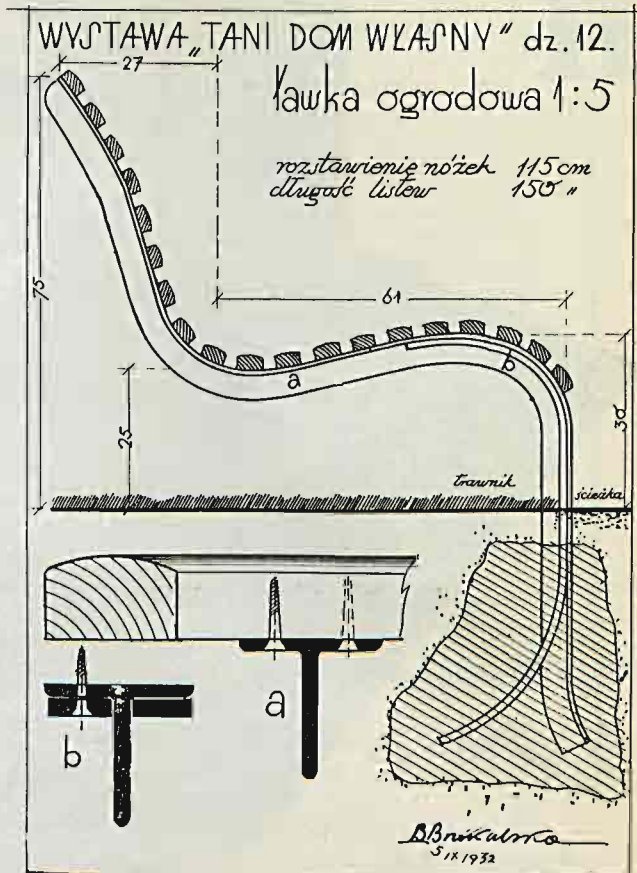 WYSTAWA „TANI DOM WŁASNY" dz. 12.
27
ławka ogrodowa 1:5
rozstawienie nóżek 115 cm
długość listew 150 "
75
61
a
b
25
30
trawnik
ścieżka
a
b
B Brukalska
5 IX 1932